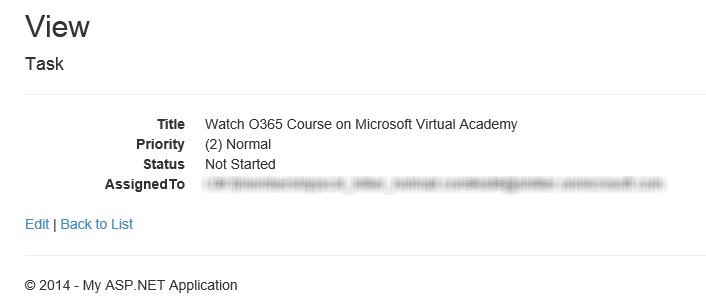 View
Task
Title Watch O365 Course on Microsoft Virtual Academy
Priority (2) Normal
Status Not Started
AssignedTo
Edit | Back to List
© 2014 - My ASP.NET Application